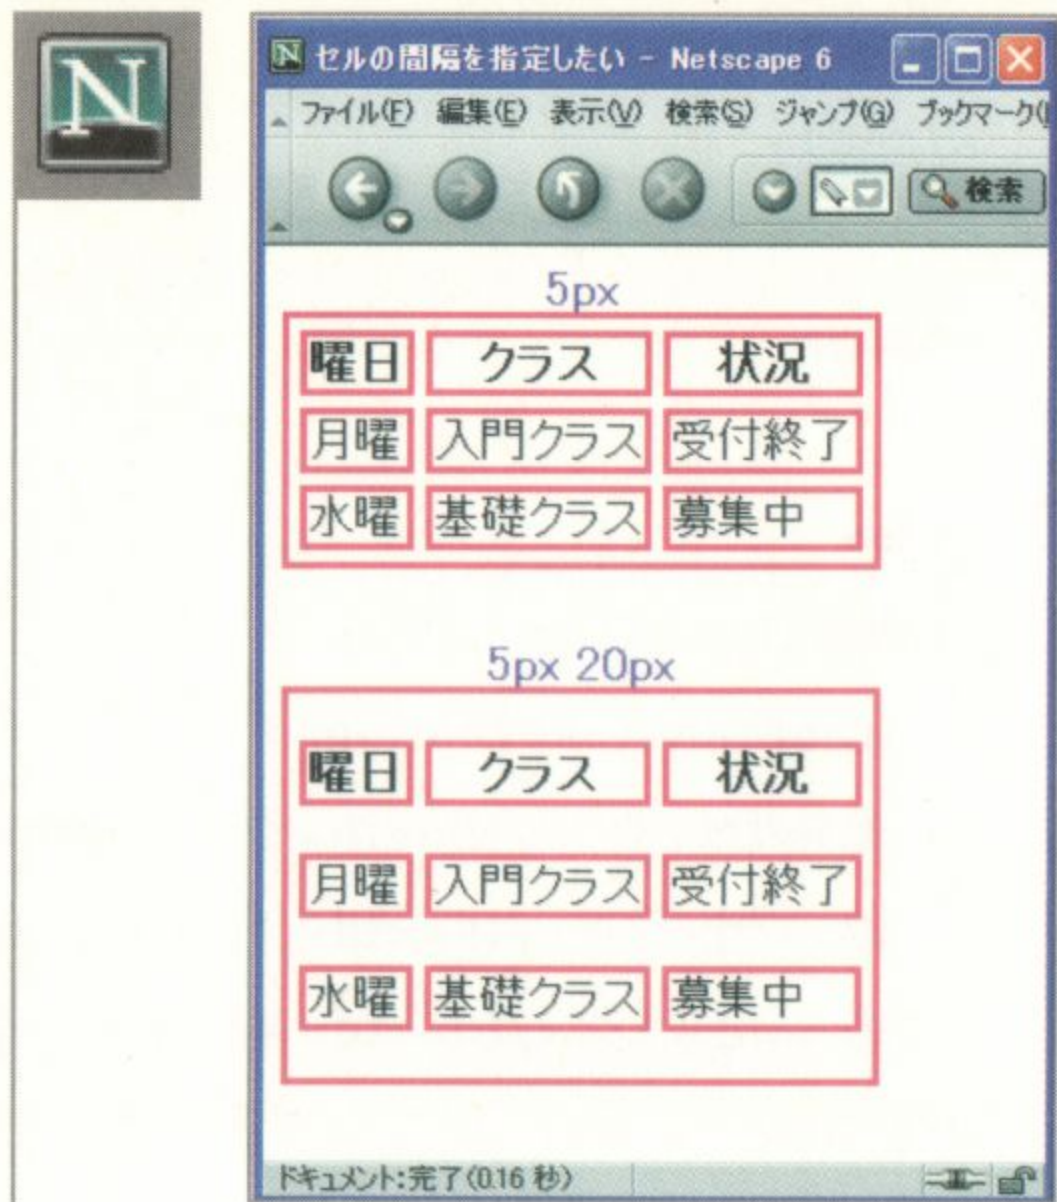 N
セルの間隔を指定したい - Netscape 6
ファイル(F) 編集(E) 表示(V) 検索(S) ジャンプ(G) ブックマーク(
検索
5px
曜日 クラス 状況
月曜 入門クラス 受付終了
水曜 基礎クラス 募集中
5px 20px
曜日 クラス 状況
月曜 入門クラス 受付終了
水曜 基礎クラス 募集中
ドキュメント:完了(0.16 秒)